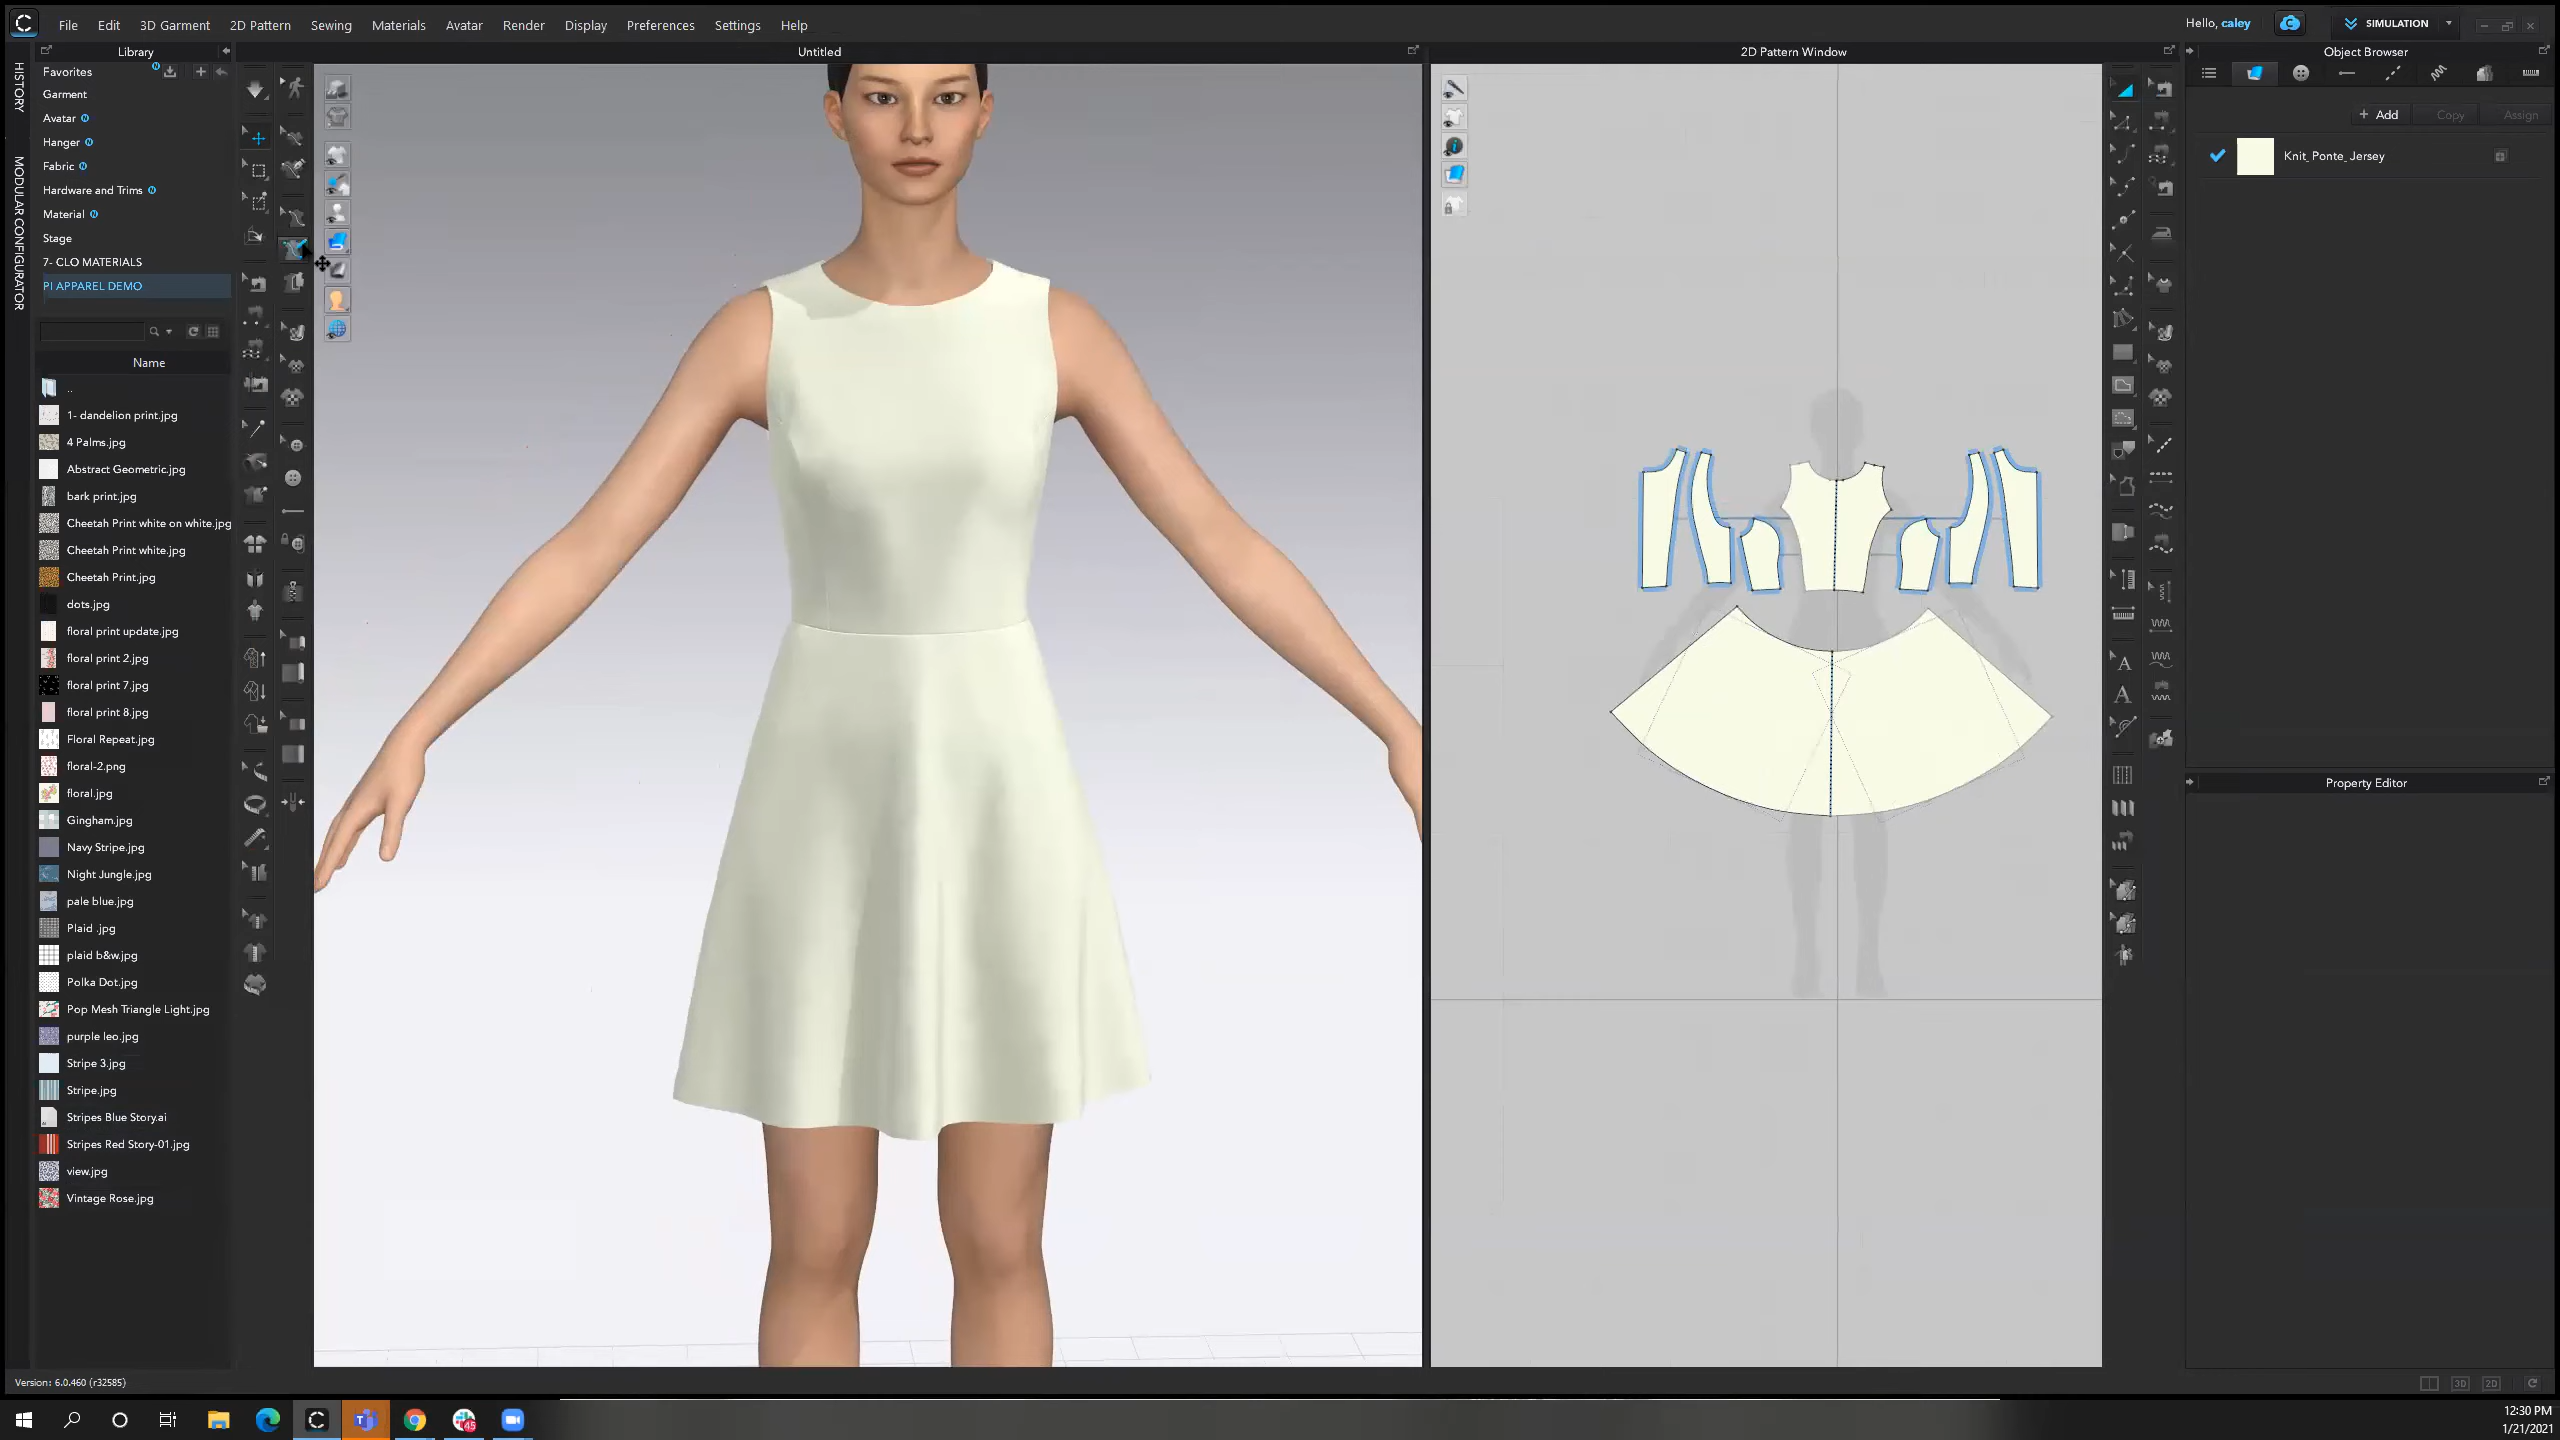 File Edit 3D Garment 2D Pattern Sewing Materials Avatar Render Display Preferences Settings Help
Hello, caley
SIMULATION
Library
Untitled
2D Pattern Window
Object Browser
HISTORY
MODULAR CONFIGURATOR
Favorites
Garment
Avatar
Hanger
Fabric
Hardware and Trims
Material
Stage
7- CLO MATERIALS
PI APPAREL DEMO
Name
..
1- dandelion print.jpg
4 Palms.jpg
Abstract Geometric.jpg
bark print.jpg
Cheetah Print white on white.jpg
Cheetah Print white.jpg
Cheetah Print.jpg
dots.jpg
floral print update.jpg
floral print 2.jpg
floral print 7.jpg
floral print 8.jpg
Floral Repeat.jpg
floral-2.png
floral.jpg
Gingham.jpg
Navy Stripe.jpg
Night Jungle.jpg
pale blue.jpg
Plaid .jpg
plaid b&w.jpg
Polka Dot.jpg
Pop Mesh Triangle Light.jpg
purple leo.jpg
Stripe 3.jpg
Stripe.jpg
Stripes Blue Story.ai
Stripes Red Story-01.jpg
view.jpg
Vintage Rose.jpg
+ Add Copy Assign
Knit_Ponte_Jersey
Property Editor
Version: 6.0.460 (r32585)
3D 2D
45
12:30 PM
1/21/2021